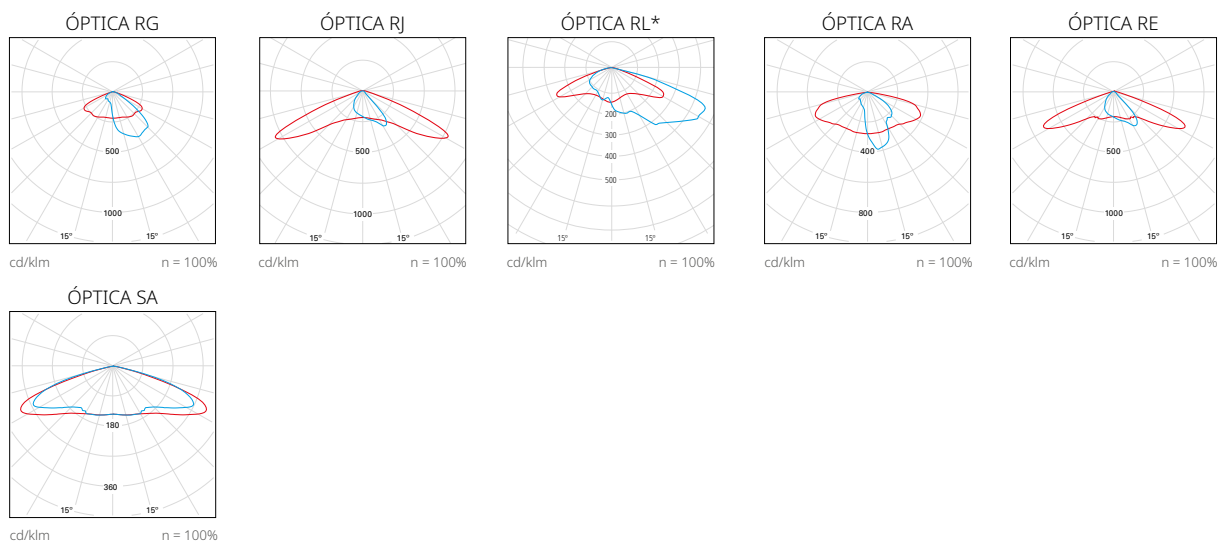 ÓPTICA RG
500
1000
15° 15°
cd/klm n = 100%
ÓPTICA RJ
500
1000
15° 15°
cd/klm n = 100%
ÓPTICA RL*
200
300
400
500
15° 15°
cd/klm n = 100%
ÓPTICA RA
400
800
15° 15°
cd/klm n = 100%
ÓPTICA RE
500
1000
15° 15°
cd/klm n = 100%
ÓPTICA SA
180
360
15° 15°
cd/klm n = 100%